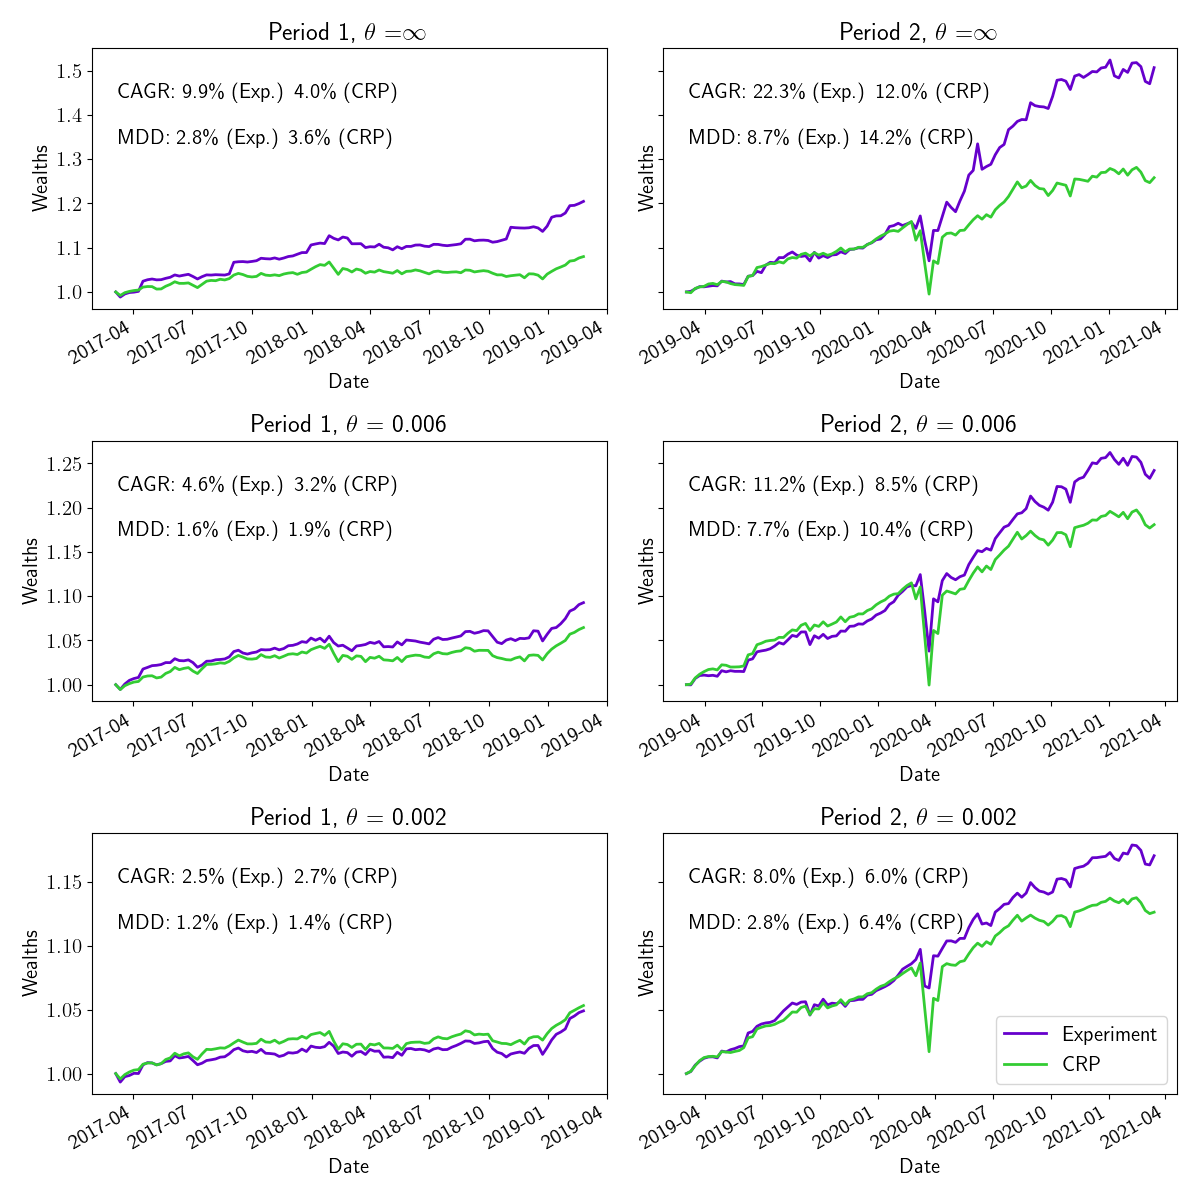 Period 1, θ =∞
CAGR: 9.9% (Exp.) 4.0% (CRP)
MDD: 2.8% (Exp.) 3.6% (CRP)
Wealths
1.5
1.4
1.3
1.2
1.1
1.0
2017-04 2017-07 2017-10 2018-01 2018-04 2018-07 2018-10 2019-01 2019-04
Date
Period 2, θ =∞
CAGR: 22.3% (Exp.) 12.0% (CRP)
MDD: 8.7% (Exp.) 14.2% (CRP)
Wealths
2019-04 2019-07 2019-10 2020-01 2020-04 2020-07 2020-10 2021-01 2021-04
Date
Period 1, θ = 0.006
CAGR: 4.6% (Exp.) 3.2% (CRP)
MDD: 1.6% (Exp.) 1.9% (CRP)
Wealths
1.25
1.20
1.15
1.10
1.05
1.00
2017-04 2017-07 2017-10 2018-01 2018-04 2018-07 2018-10 2019-01 2019-04
Date
Period 2, θ = 0.006
CAGR: 11.2% (Exp.) 8.5% (CRP)
MDD: 7.7% (Exp.) 10.4% (CRP)
Wealths
2019-04 2019-07 2019-10 2020-01 2020-04 2020-07 2020-10 2021-01 2021-04
Date
Period 1, θ = 0.002
CAGR: 2.5% (Exp.) 2.7% (CRP)
MDD: 1.2% (Exp.) 1.4% (CRP)
Wealths
1.15
1.10
1.05
1.00
2017-04 2017-07 2017-10 2018-01 2018-04 2018-07 2018-10 2019-01 2019-04
Date
Period 2, θ = 0.002
CAGR: 8.0% (Exp.) 6.0% (CRP)
MDD: 2.8% (Exp.) 6.4% (CRP)
Wealths
Experiment
CRP
2019-04 2019-07 2019-10 2020-01 2020-04 2020-07 2020-10 2021-01 2021-04
Date